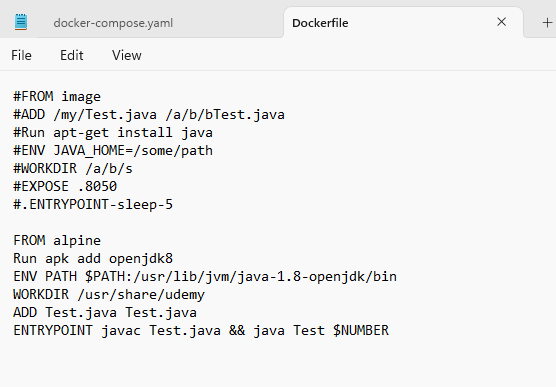 docker-compose.yaml
Dockerfile
File Edit View
#FROM image
#ADD /my/Test.java /a/b/bTest.java
#Run apt-get install java
#ENV JAVA_HOME=/some/path
#WORKDIR /a/b/s
#EXPOSE .8050
#.ENTRYPOINT-sleep-5
FROM alpine
Run apk add openjdk8
ENV PATH $PATH:/usr/lib/jvm/java-1.8-openjdk/bin
WORKDIR /usr/share/udemy
ADD Test.java Test.java
ENTRYPOINT javac Test.java && java Test $NUMBER